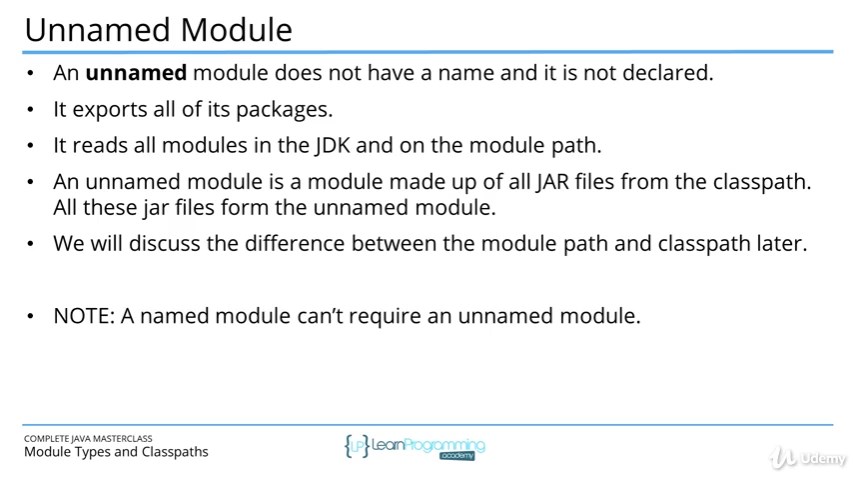 Unnamed Module
• An unnamed module does not have a name and it is not declared.
• It exports all of its packages.
• It reads all modules in the JDK and on the module path.
• An unnamed module is a module made up of all JAR files from the classpath.
All these jar files form the unnamed module.
• We will discuss the difference between the module path and classpath later.
• NOTE: A named module can't require an unnamed module.
COMPLETE JAVA MASTERCLASS
Module Types and Classpaths
{LP} LearnProgramming
academy
Udemy